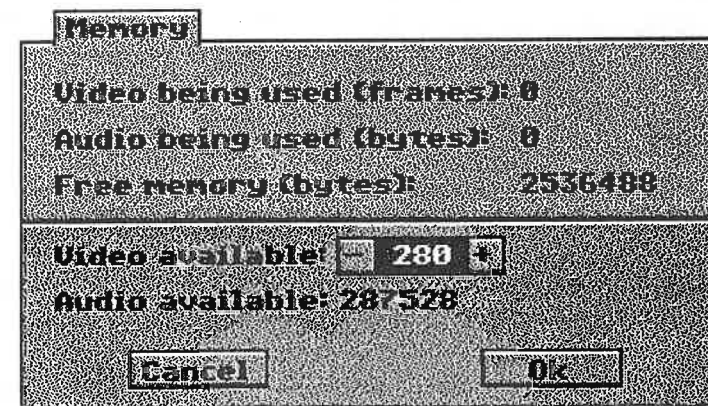 Memory
Video being used (frames): 0
Audio being used (bytes): 0
Free memory (bytes): 2536488
Video available: - 280 +
Audio available: 287528
Cancel Ok